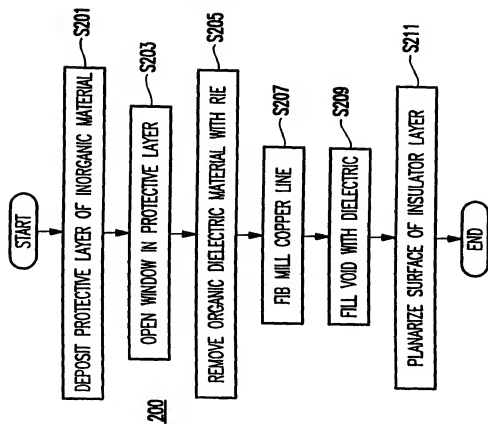 START
S201
DEPOSIT PROTECTIVE LAYER OF INORGANIC MATERIAL
S203
OPEN WINDOW IN PROTECTIVE LAYER
S205
REMOVE ORGANIC DIELECTRIC MATERIAL WITH RIE
S207
FIB MILL COPPER LINE
S209
FILL VOID WITH DIELECTRIC
S211
PLANARIZE SURFACE OF INSULATOR LAYER
END
200